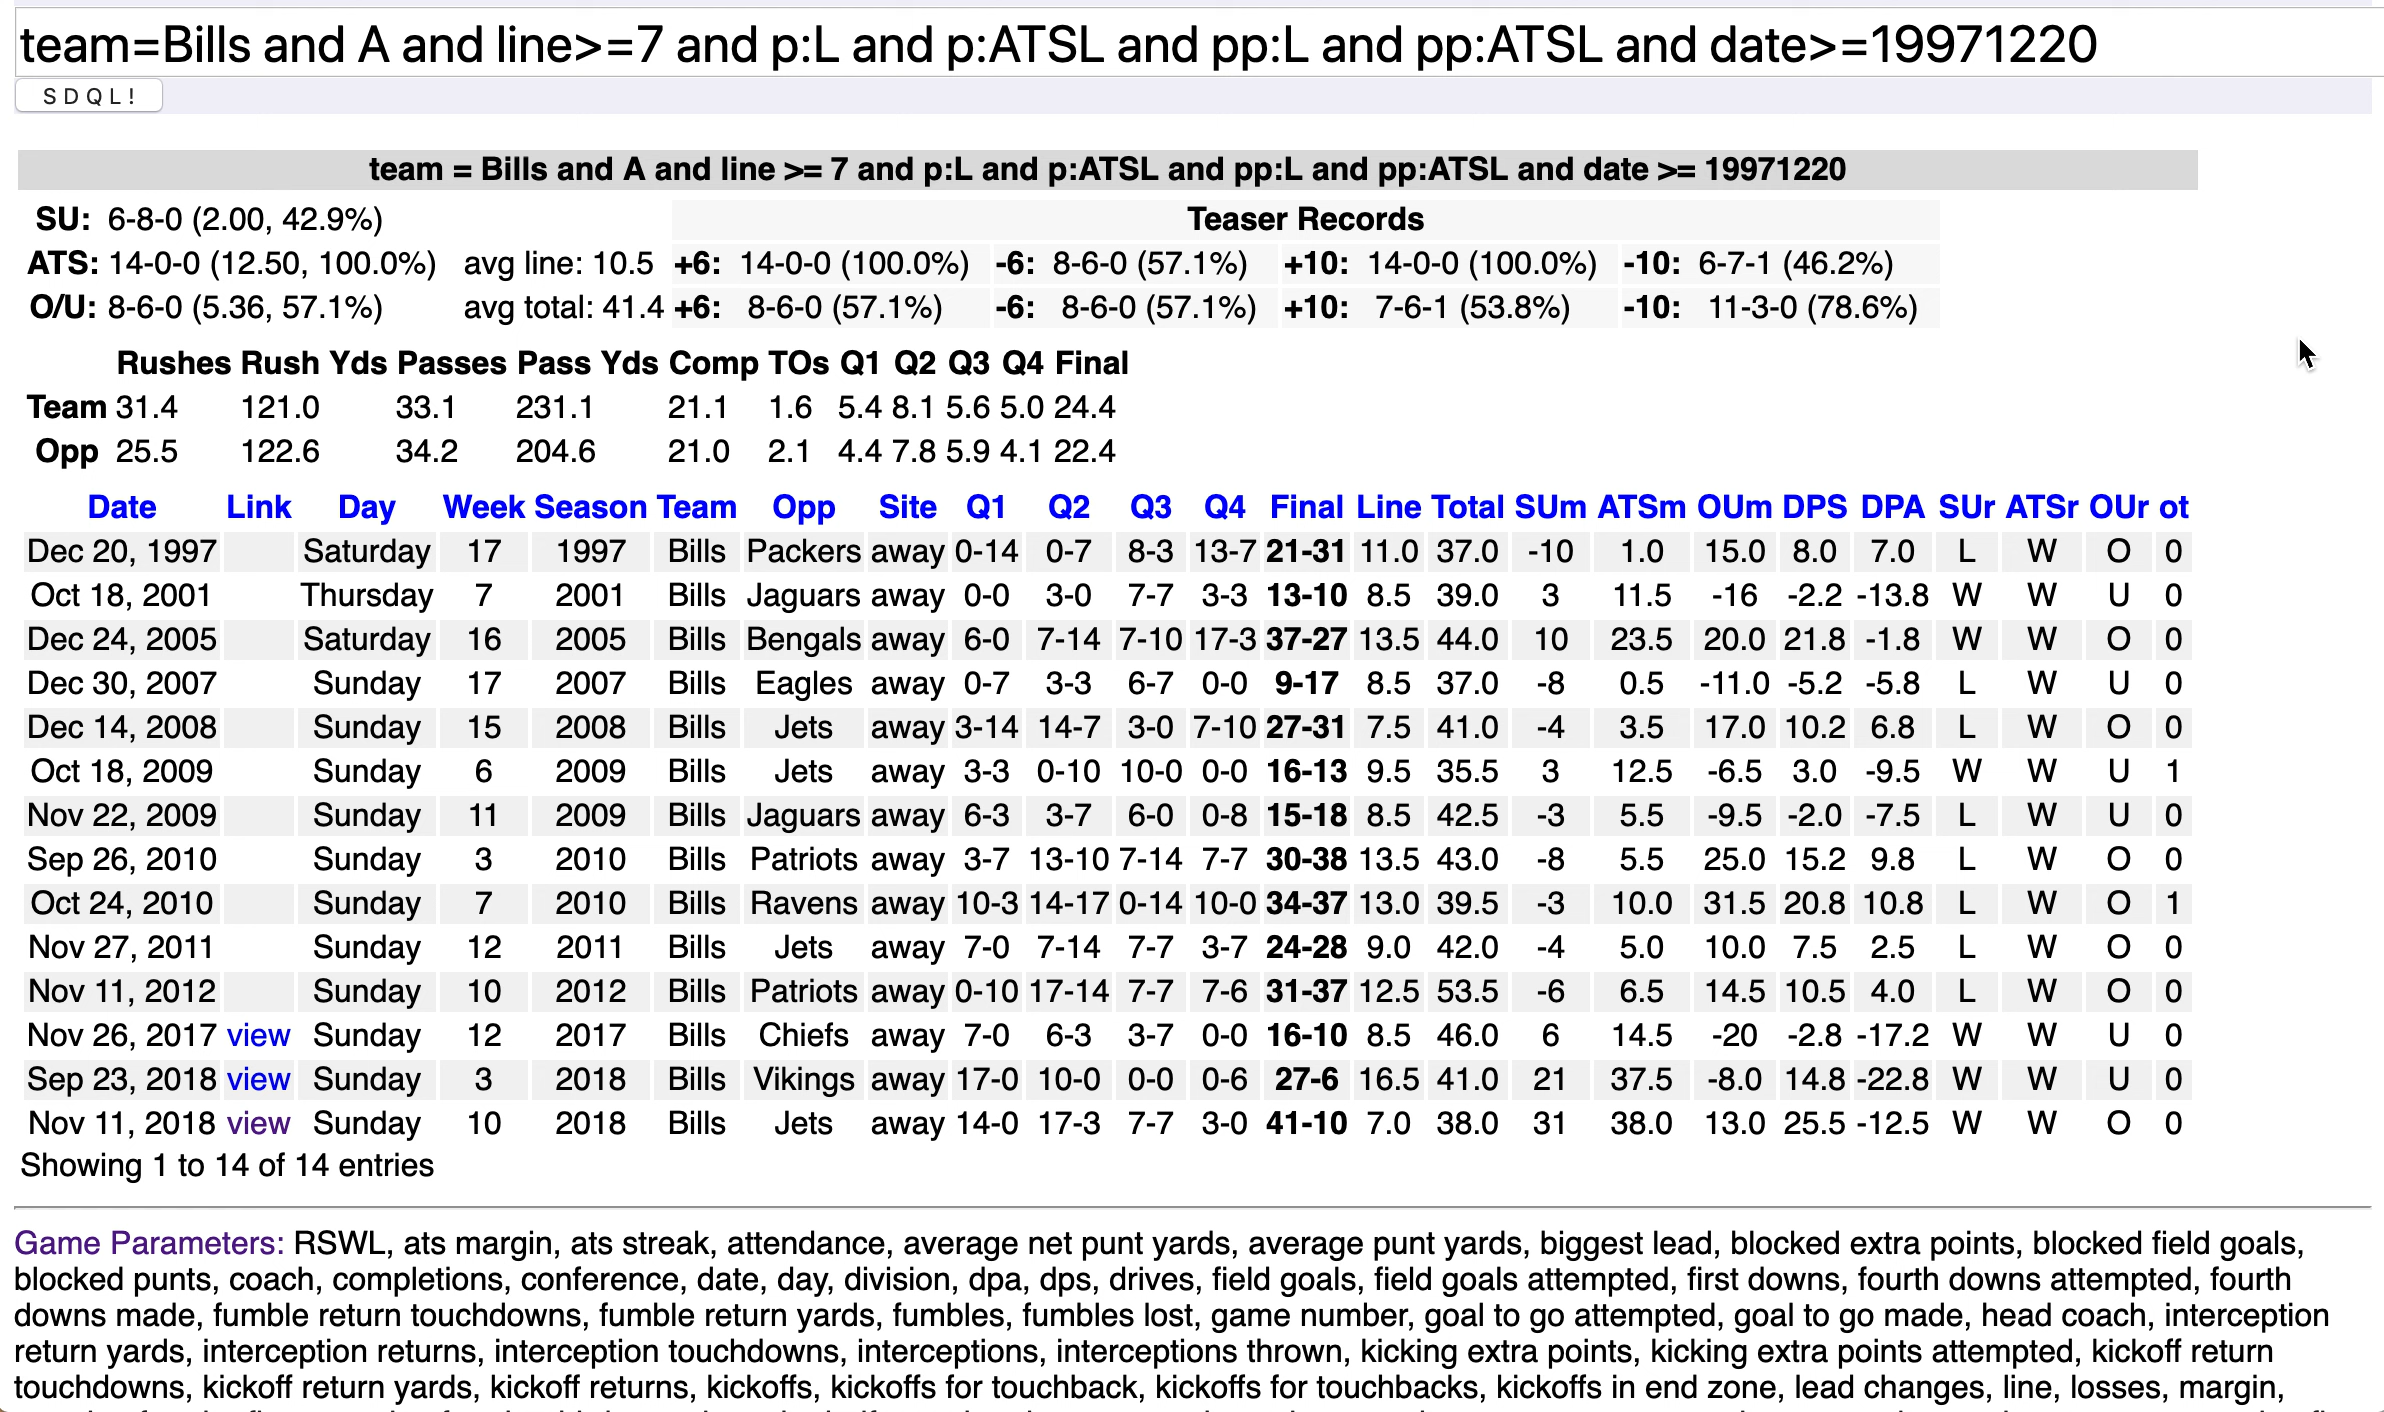 team=Bills and A and line>=7 and p:L and p:ATSL and pp:L and pp:ATSL and date>=19971220
S D Q L !
team = Bills and A and line >= 7 and p:L and p:ATSL and pp:L and pp:ATSL and date >= 19971220
SU: 6-8-0 (2.00, 42.9%) Teaser Records
ATS: 14-0-0 (12.50, 100.0%) avg line: 10.5 +6: 14-0-0 (100.0%) -6: 8-6-0 (57.1%) +10: 14-0-0 (100.0%) -10: 6-7-1 (46.2%)
O/U: 8-6-0 (5.36, 57.1%) avg total: 41.4 +6: 8-6-0 (57.1%) -6: 8-6-0 (57.1%) +10: 7-6-1 (53.8%) -10: 11-3-0 (78.6%)
Rushes Rush Yds Passes Pass Yds Comp TOs Q1 Q2 Q3 Q4 Final
Team 31.4 121.0 33.1 231.1 21.1 1.6 5.4 8.1 5.6 5.0 24.4
Opp 25.5 122.6 34.2 204.6 21.0 2.1 4.4 7.8 5.9 4.1 22.4
Date Link Day Week Season Team Opp Site Q1 Q2 Q3 Q4 Final Line Total SUm ATSm OUm DPS DPA SUr ATSr OUr ot
Dec 20, 1997 Saturday 17 1997 Bills Packers away 0-14 0-7 8-3 13-7 21-31 11.0 37.0 -10 1.0 15.0 8.0 7.0 L W O 0
Oct 18, 2001 Thursday 7 2001 Bills Jaguars away 0-0 3-0 7-7 3-3 13-10 8.5 39.0 3 11.5 -16 -2.2 -13.8 W W U 0
Dec 24, 2005 Saturday 16 2005 Bills Bengals away 6-0 7-14 7-10 17-3 37-27 13.5 44.0 10 23.5 20.0 21.8 -1.8 W W O 0
Dec 30, 2007 Sunday 17 2007 Bills Eagles away 0-7 3-3 6-7 0-0 9-17 8.5 37.0 -8 0.5 -11.0 -5.2 -5.8 L W U 0
Dec 14, 2008 Sunday 15 2008 Bills Jets away 3-14 14-7 3-0 7-10 27-31 7.5 41.0 -4 3.5 17.0 10.2 6.8 L W O 0
Oct 18, 2009 Sunday 6 2009 Bills Jets away 3-3 0-10 10-0 0-0 16-13 9.5 35.5 3 12.5 -6.5 3.0 -9.5 W W U 1
Nov 22, 2009 Sunday 11 2009 Bills Jaguars away 6-3 3-7 6-0 0-8 15-18 8.5 42.5 -3 5.5 -9.5 -2.0 -7.5 L W U 0
Sep 26, 2010 Sunday 3 2010 Bills Patriots away 3-7 13-10 7-14 7-7 30-38 13.5 43.0 -8 5.5 25.0 15.2 9.8 L W O 0
Oct 24, 2010 Sunday 7 2010 Bills Ravens away 10-3 14-17 0-14 10-0 34-37 13.0 39.5 -3 10.0 31.5 20.8 10.8 L W O 1
Nov 27, 2011 Sunday 12 2011 Bills Jets away 7-0 7-14 7-7 3-7 24-28 9.0 42.0 -4 5.0 10.0 7.5 2.5 L W O 0
Nov 11, 2012 Sunday 10 2012 Bills Patriots away 0-10 17-14 7-7 7-6 31-37 12.5 53.5 -6 6.5 14.5 10.5 4.0 L W O 0
Nov 26, 2017 view Sunday 12 2017 Bills Chiefs away 7-0 6-3 3-7 0-0 16-10 8.5 46.0 6 14.5 -20 -2.8 -17.2 W W U 0
Sep 23, 2018 view Sunday 3 2018 Bills Vikings away 17-0 10-0 0-0 0-6 27-6 16.5 41.0 21 37.5 -8.0 14.8 -22.8 W W U 0
Nov 11, 2018 view Sunday 10 2018 Bills Jets away 14-0 17-3 7-7 3-0 41-10 7.0 38.0 31 38.0 13.0 25.5 -12.5 W W O 0
Showing 1 to 14 of 14 entries
Game Parameters: RSWL, ats margin, ats streak, attendance, average net punt yards, average punt yards, biggest lead, blocked extra points, blocked field goals,
blocked punts, coach, completions, conference, date, day, division, dpa, dps, drives, field goals, field goals attempted, first downs, fourth downs attempted, fourth
downs made, fumble return touchdowns, fumble return yards, fumbles, fumbles lost, game number, goal to go attempted, goal to go made, head coach, interception
return yards, interception returns, interception touchdowns, interceptions, interceptions thrown, kicking extra points, kicking extra points attempted, kickoff return
touchdowns, kickoff return yards, kickoff returns, kickoffs, kickoffs for touchback, kickoffs for touchbacks, kickoffs in end zone, lead changes, line, losses, margin,